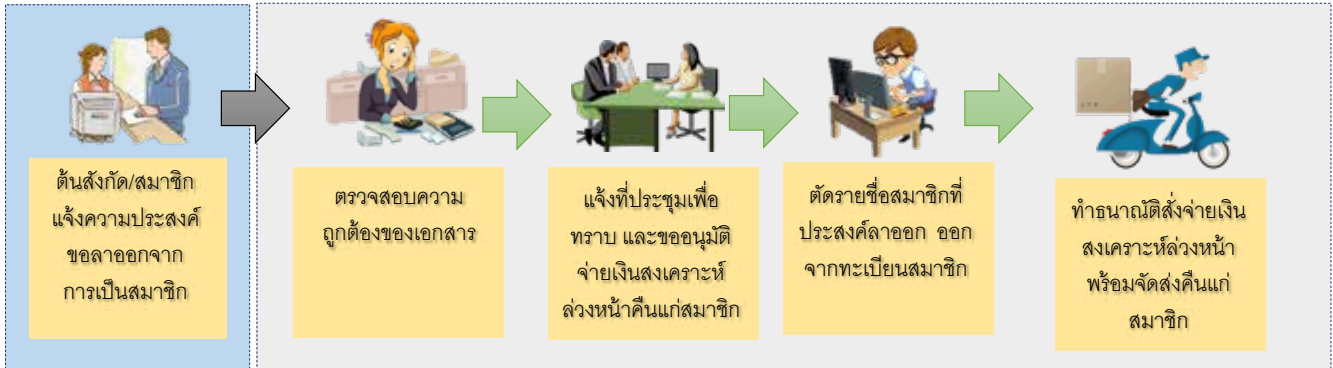 ต้นสังกัด/สมาชิก
แจ้งความประสงค์
ขอลาออกจาก
การเป็นสมาชิก
ตรวจสอบความ
ถูกต้องของเอกสาร
แจ้งที่ประชุมเพื่อ
ทราบ และขออนุมัติ
จ่ายเงินสงเคราะห์
ล่วงหน้าคืนแก่สมาชิก
ตัดรายชื่อสมาชิกที่
ประสงค์ลาออก ออก
จากทะเบียนสมาชิก
ทำธนาณัติสั่งจ่ายเงิน
สงเคราะห์ล่วงหน้า
พร้อมจัดส่งคืนแก่
สมาชิก